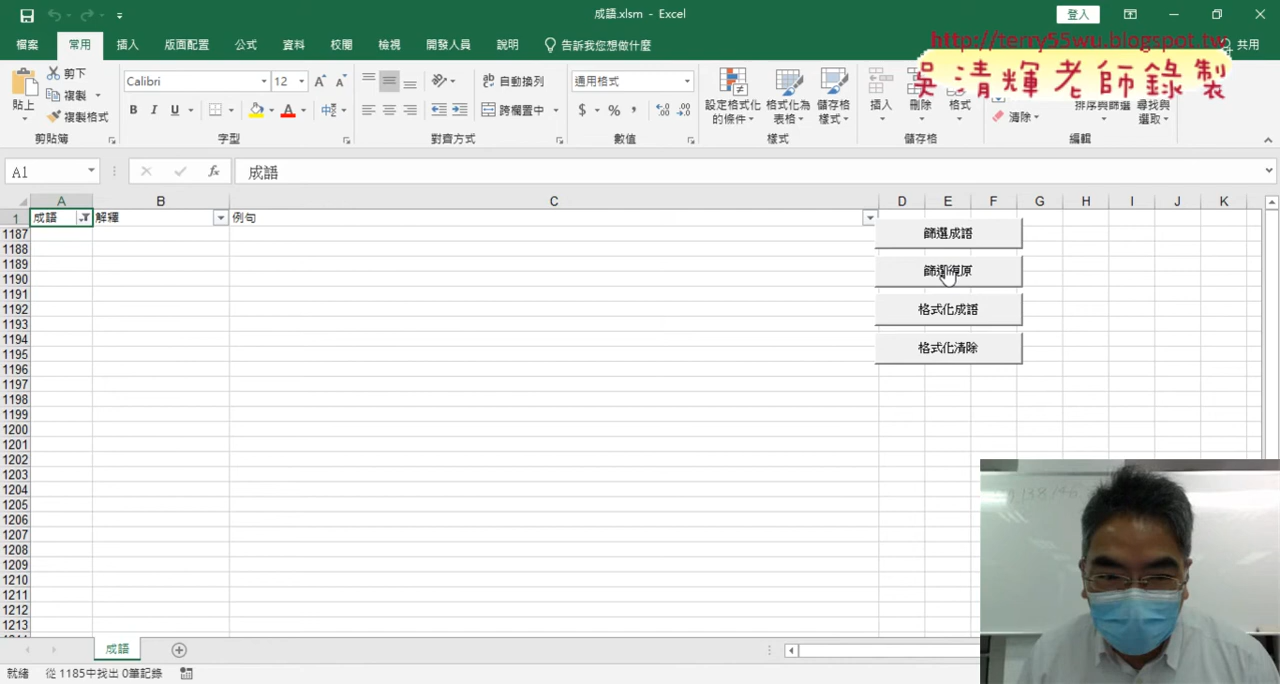 成語.xlsm - Excel
登入
檔案 常用 插入 版面配置 公式 資料 校閱 檢視 開發人員 說明 告訴我您想做什麼 共用
http://terry55wu.blogspot.tw
吳清輝老師錄製
貼上 剪下 複製 複製格式 剪貼簿
Calibri 12 B I U A 字型
自動換列 跨欄置中 對齊方式
通用格式 $ % 數值
設定格式化的條件 格式化為表格 儲存格樣式 樣式
插入 刪除 格式 儲存格
清除 排序與篩選 尋找與選取 編輯
A1 fx 成語
A B C D E F G H I J K
1 成語 解釋 例句
1187
1188
1189
1190
1191
1192
1193
1194
1195
1196
1197
1198
1199
1200
1201
1202
1203
1204
1205
1206
1207
1208
1209
1210
1211
1212
1213
篩選成語
篩選復原
格式化成語
格式化清除
成語
就緒 從 1185中找出 0筆記錄